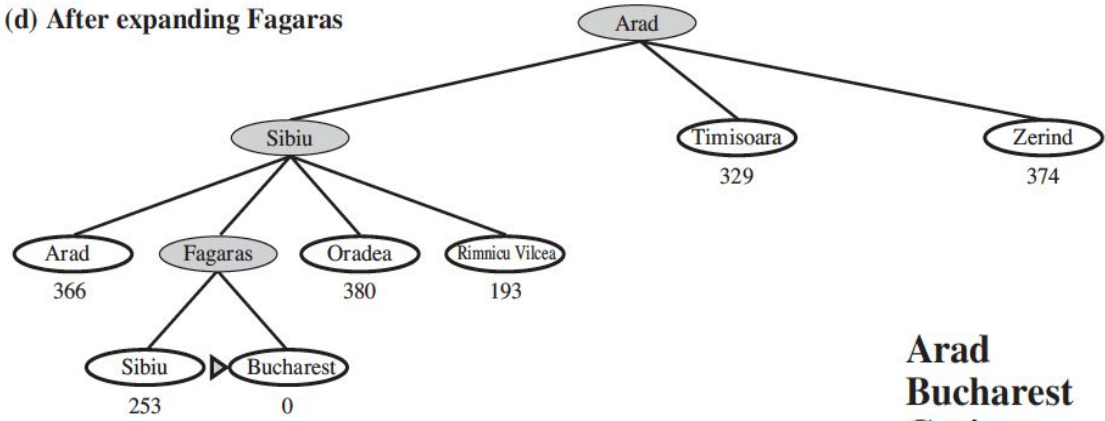 (d) After expanding Fagaras
Arad
Sibiu
Timisoara
Zerind
329
374
Arad
Fagaras
Oradea
Rimnicu Vilcea
366
380
193
Sibiu
Bucharest
253
0
Arad
Bucharest